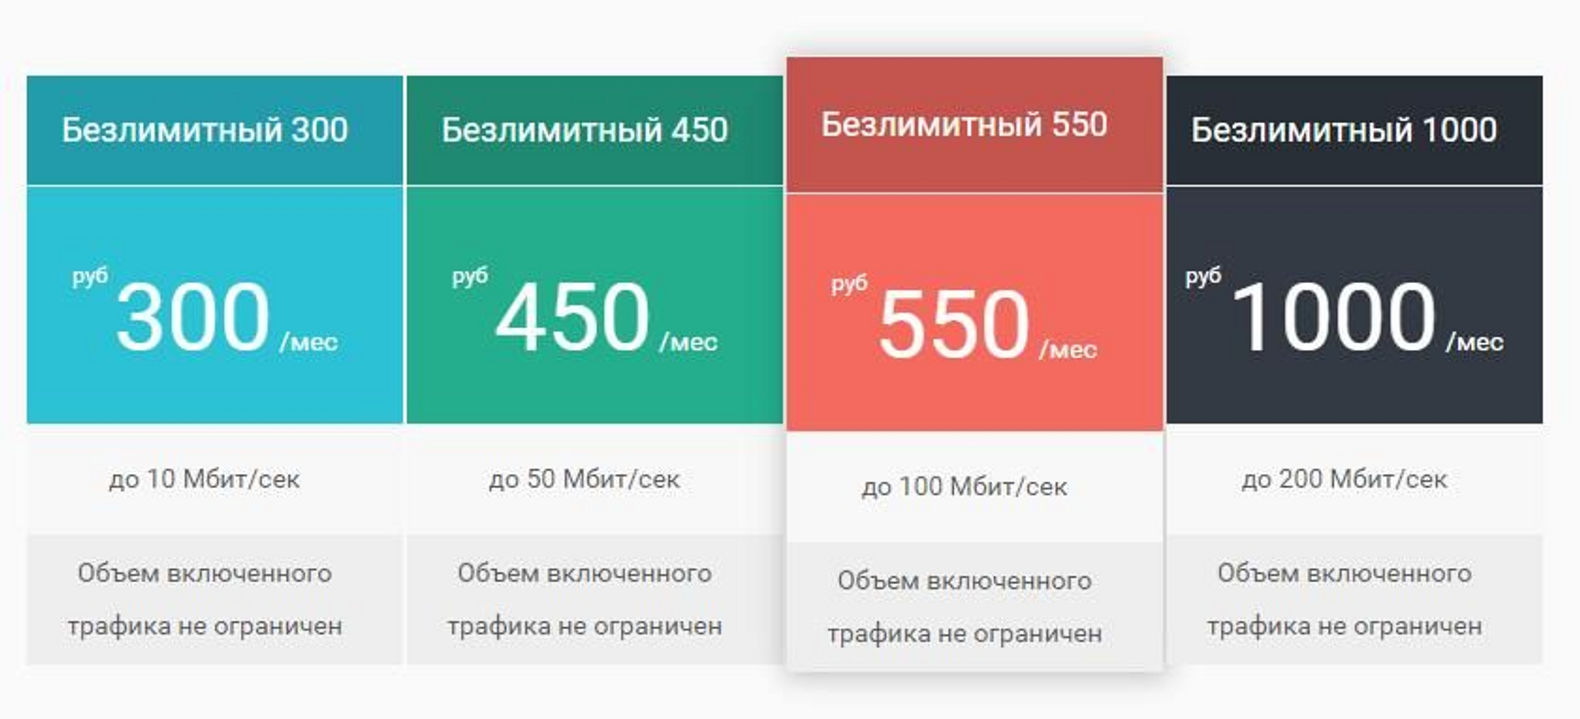 Безлимитный 300
руб 300 /мес
до 10 Мбит/сек
Объем включенного
трафика не ограничен
Безлимитный 450
руб 450 /мес
до 50 Мбит/сек
Объем включенного
трафика не ограничен
Безлимитный 550
руб 550 /мес
до 100 Мбит/сек
Объем включенного
трафика не ограничен
Безлимитный 1000
руб 1000 /мес
до 200 Мбит/сек
Объем включенного
трафика не ограничен